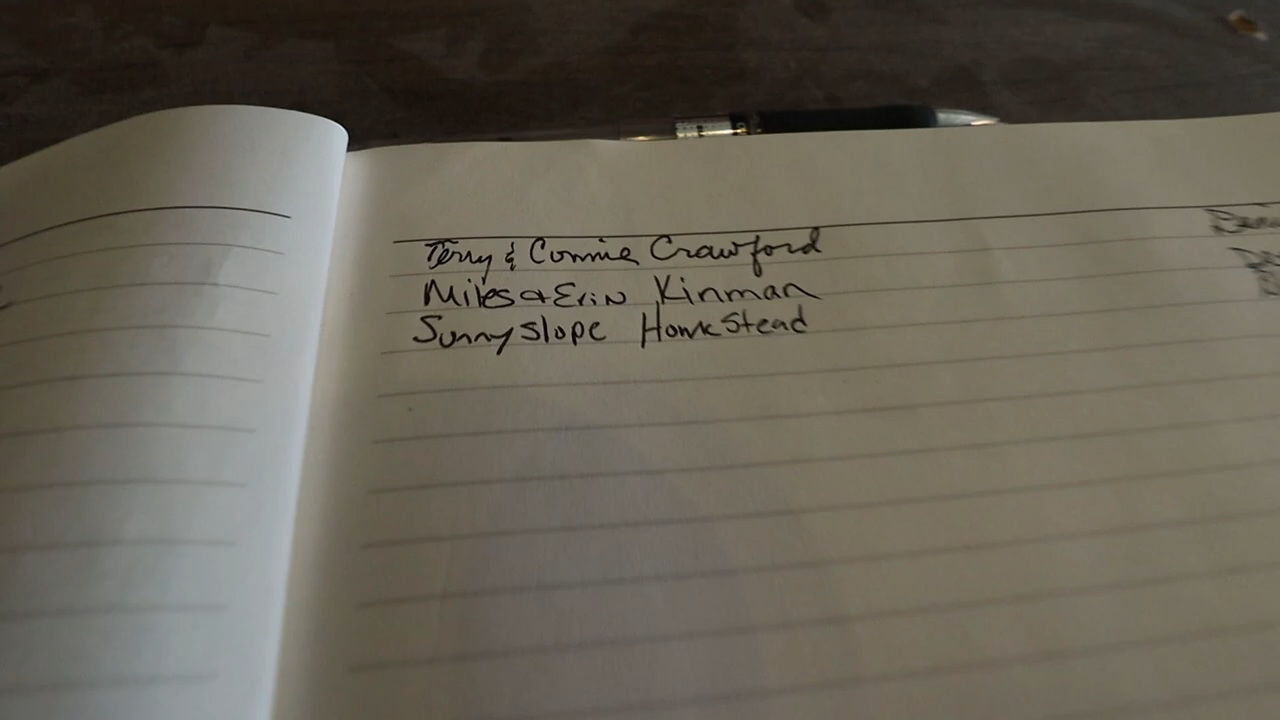 Terry & Connie Crawford
Miles & Erin Kinman
Sunnyslope Homestead